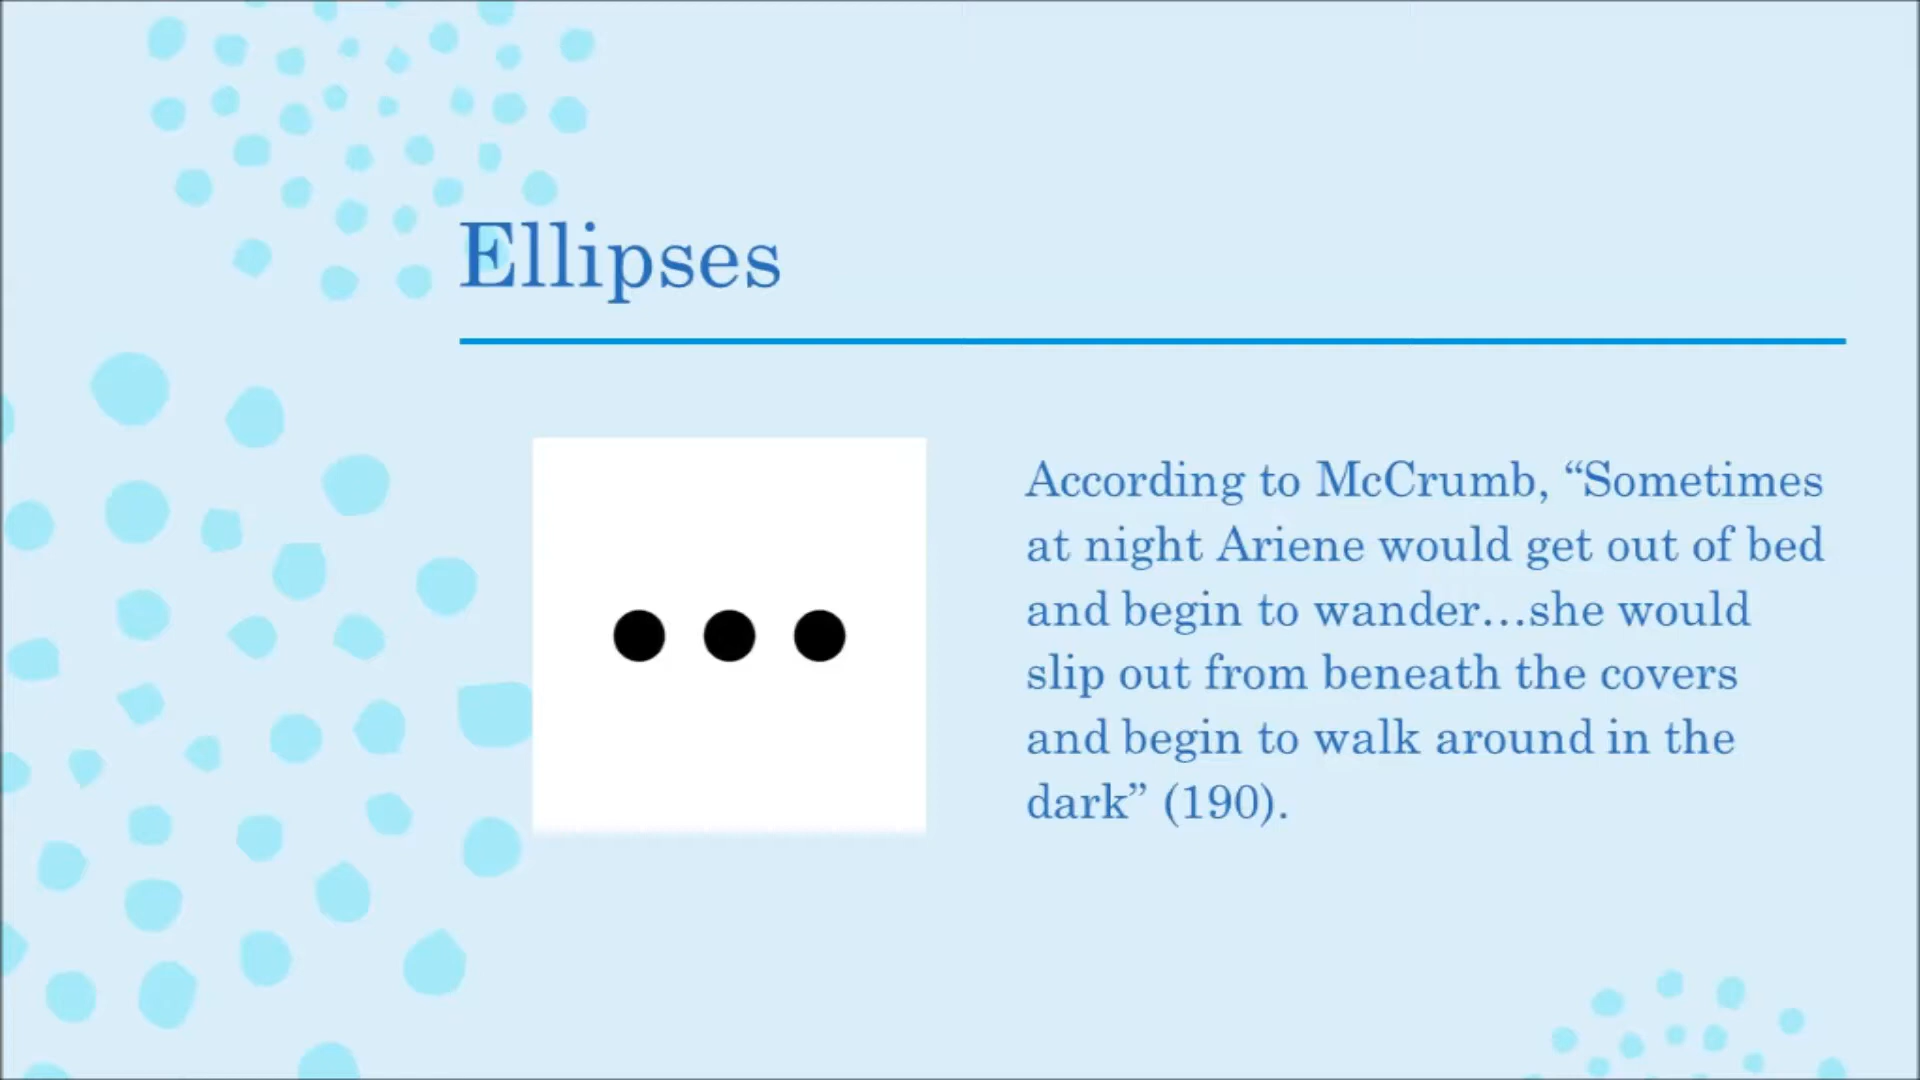 Ellipses
According to McCrumb, “Sometimes
at night Ariene would get out of bed
and begin to wander…she would
slip out from beneath the covers
and begin to walk around in the
dark” (190).